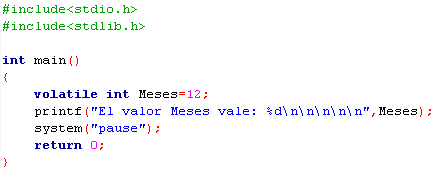 #include<stdio.h>
#include<stdlib.h>
int main()
{
volatile int Meses=12;
printf("El valor Meses vale: %d\n\n\n\n\n",Meses);
system("pause");
return 0;
}